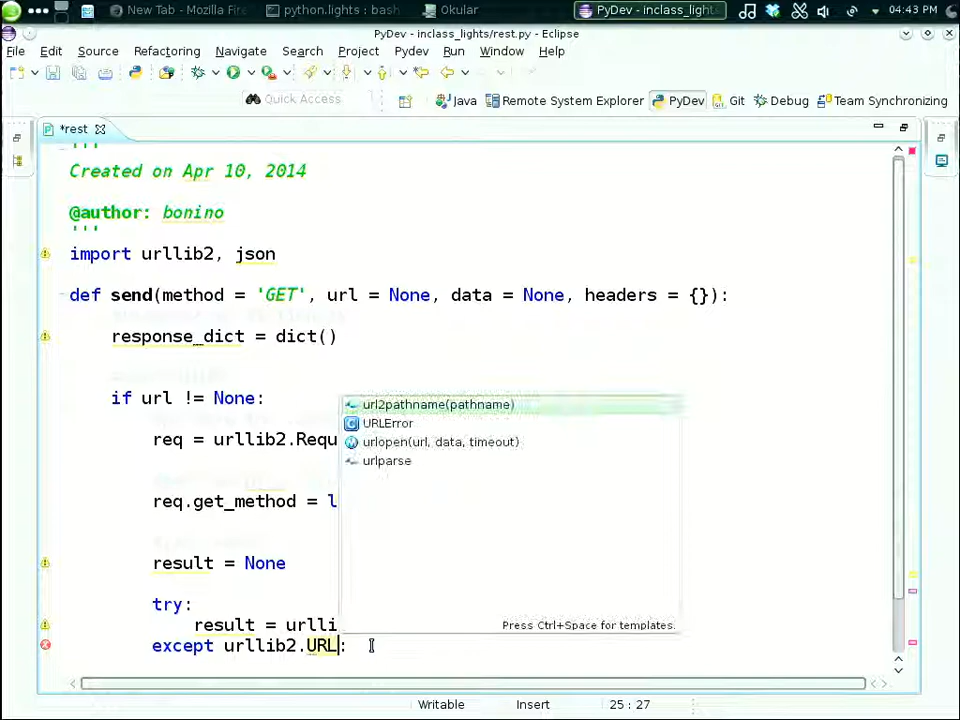 New Tab - Mozilla Fire
python.lights : bash
Okular
PyDev - inclass_light
04:43 PM
PyDev - inclass_lights/rest.py - Eclipse
File Edit Source Refactoring Navigate Search Project Pydev Run Window Help
Quick Access
Java Remote System Explorer PyDev Git Debug Team Synchronizing
*rest
'''
Created on Apr 10, 2014
@author: bonino
'''
import urllib2, json
def send(method = 'GET', url = None, data = None, headers = {}):
response_dict = dict()
if url != None:
url2pathname(pathname)
URLError
req = urllib2.Requ
urlopen(url, data, timeout)
urlparse
req.get_method = l
result = None
try:
result = urlli
Press Ctrl+Space for templates.
except urllib2.URL:
Writable Insert 25 : 27